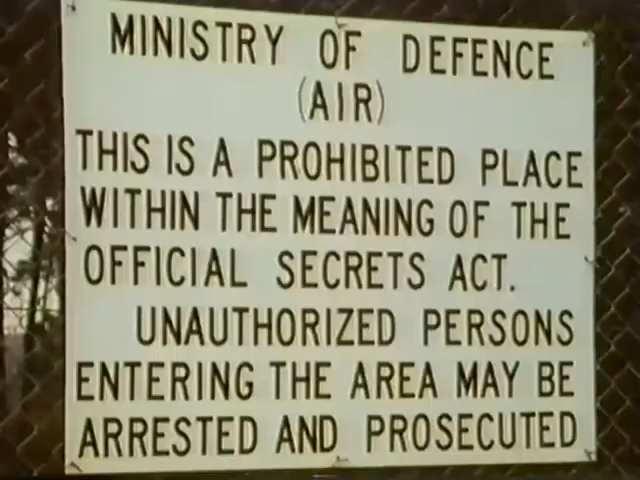 MINISTRY OF DEFENCE
(AIR)
THIS IS A PROHIBITED PLACE
WITHIN THE MEANING OF THE
OFFICIAL SECRETS ACT.
UNAUTHORIZED PERSONS
ENTERING THE AREA MAY BE
ARRESTED AND PROSECUTED